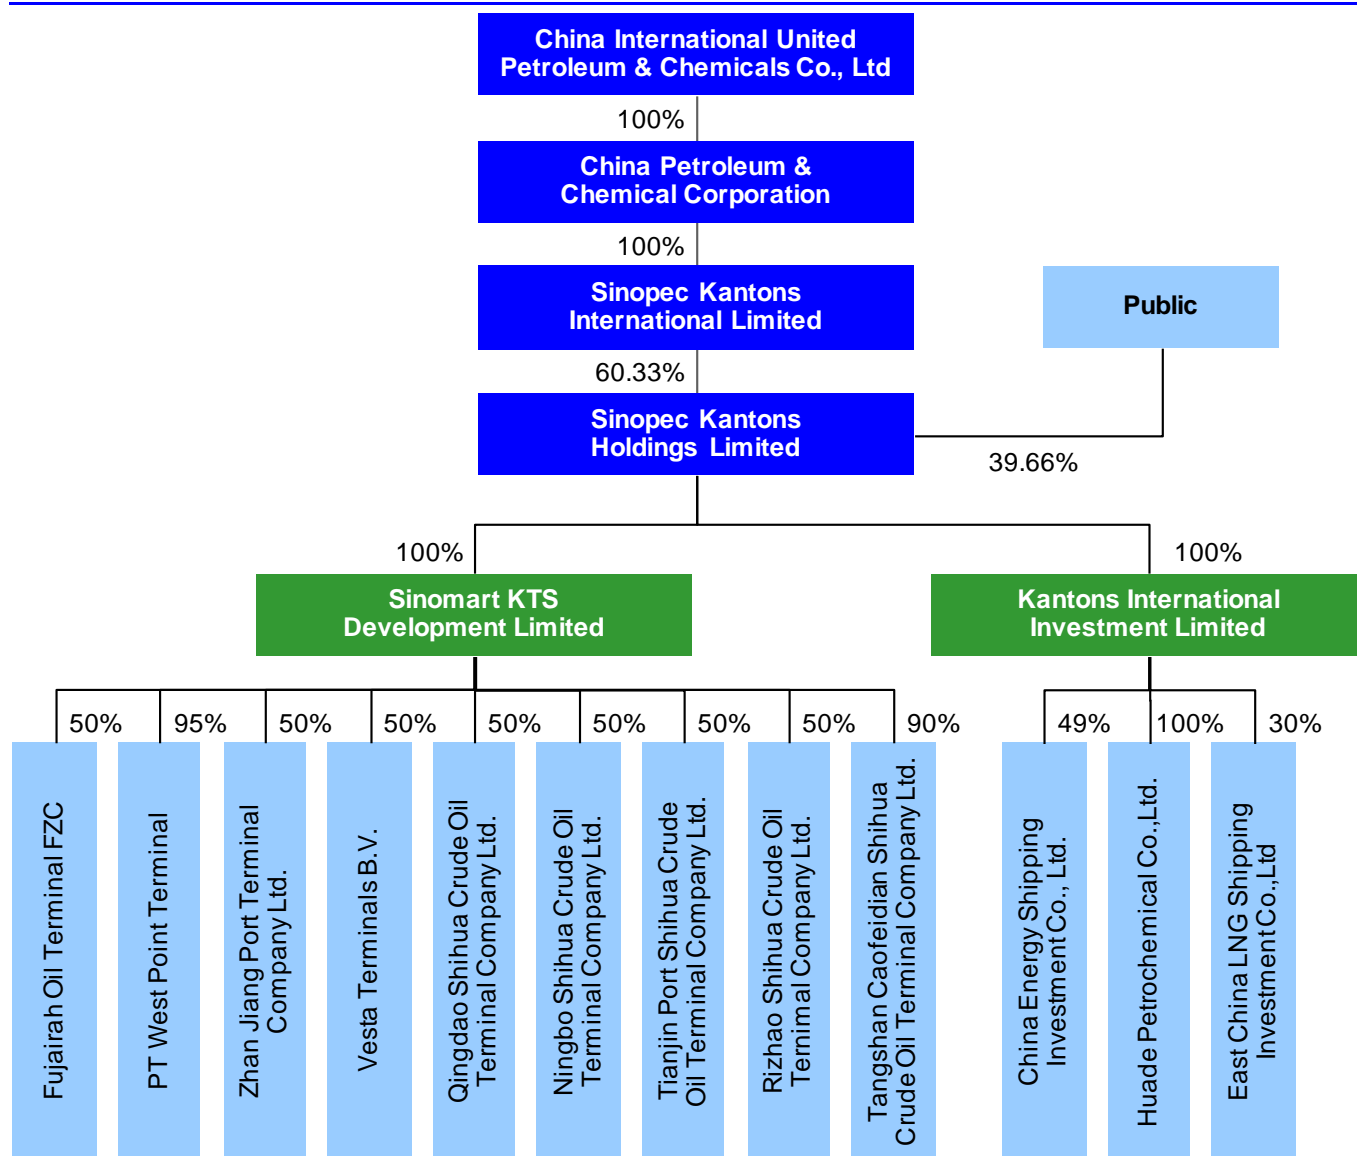 China International United
Petroleum & Chemicals Co., Ltd
100%
China Petroleum &
Chemical Corporation
100%
Sinopec Kantons
International Limited
Public
60.33%
Sinopec Kantons
Holdings Limited
39.66%
100%
100%
Sinomart KTS
Development Limited
Kantons International
Investment Limited
50%
95%
50%
50%
50%
50%
50%
50%
90%
49%
100%
30%
Fujairah Oil Terminal FZC
PT West Point Terminal
Zhan Jiang Port Terminal
Company Ltd.
Vesta Terminals B.V.
Qingdao Shihua Crude Oil
Terminal Company Ltd.
Ningbo Shihua Crude Oil
Terminal Company Ltd.
Tianjin Port Shihua Crude
Oil Terminal Company Ltd.
Rizhao Shihua Crude Oil
Ternimal Company Ltd.
Tangshan Caofeidian Shihua
Crude Oil Terminal Company Ltd.
China Energy Shipping
Investment Co., Ltd.
Huade Petrochemical Co.,Ltd.
East China LNG Shipping
Investment Co.,Ltd